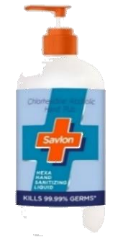 Savlon
HEXA
HAND
SANITIZING
LIQUID
KILLS 99.99% GERMS*